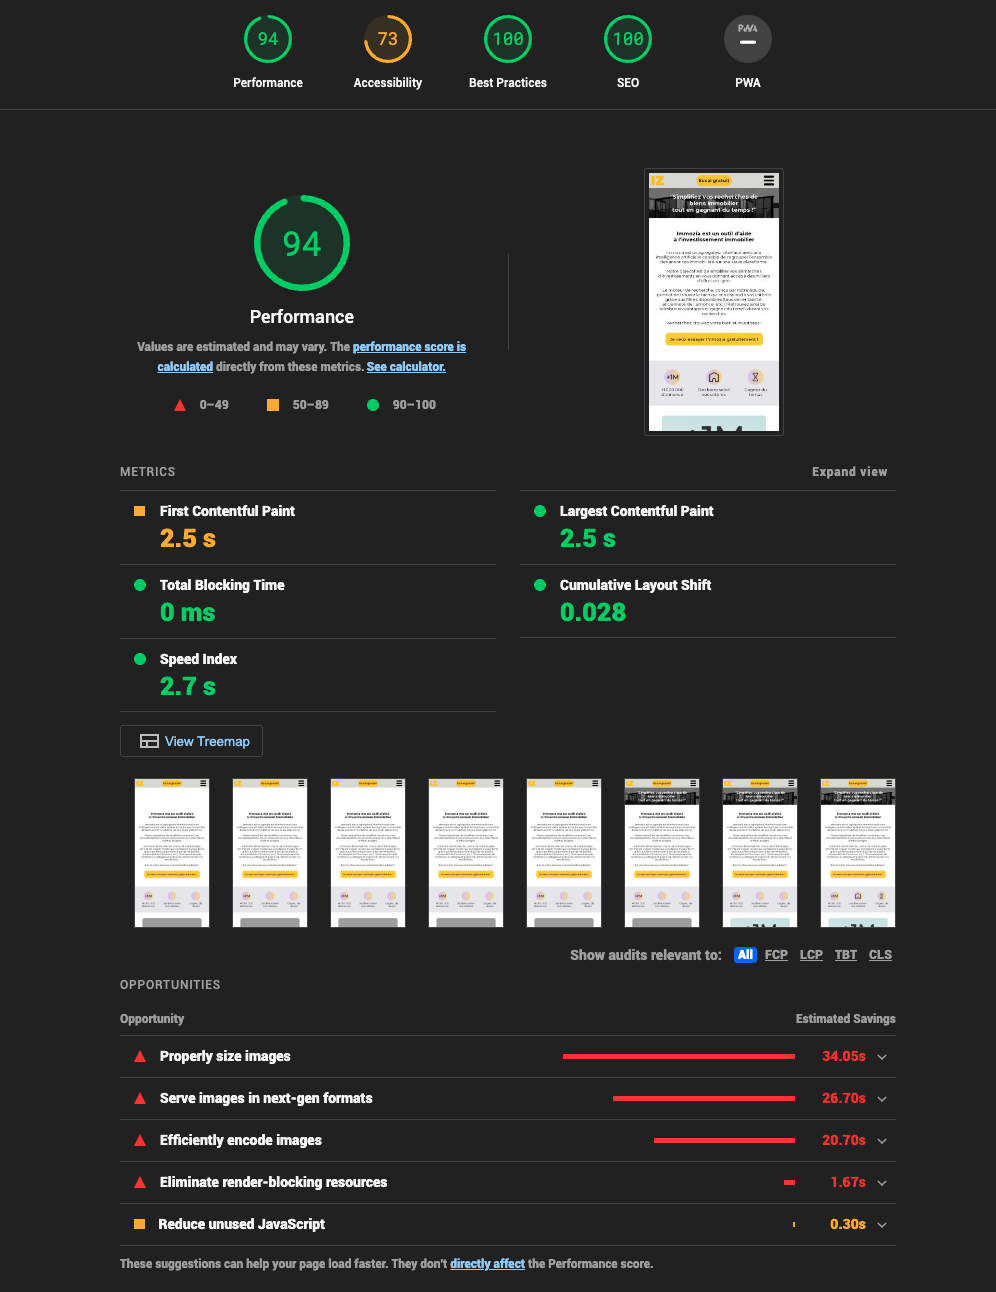 94
73
100
100
PWA
Performance
Accessibility
Best Practices
SEO
PWA
94
Performance
Values are estimated and may vary. The performance score is
calculated directly from these metrics. See calculator.
0–49
50–89
90–100
IZ
Essai gratuit
"Simplifiez vos recherches de
biens immobilier
tout en gagnant du temps !"
Immozia est un outil d'aide
à l'investissement immobilier
Recherchez, trouvez votre bien et investissez !
Je veux essayer Immozia gratuitement !
+1M
METRICS
Expand view
First Contentful Paint
2.5 s
Largest Contentful Paint
2.5 s
Total Blocking Time
0 ms
Cumulative Layout Shift
0.028
Speed Index
2.7 s
View Treemap
Show audits relevant to: All FCP LCP TBT CLS
OPPORTUNITIES
Opportunity
Estimated Savings
Properly size images
34.05s
Serve images in next-gen formats
26.70s
Efficiently encode images
20.70s
Eliminate render-blocking resources
1.67s
Reduce unused JavaScript
0.30s
These suggestions can help your page load faster. They don't directly affect the Performance score.